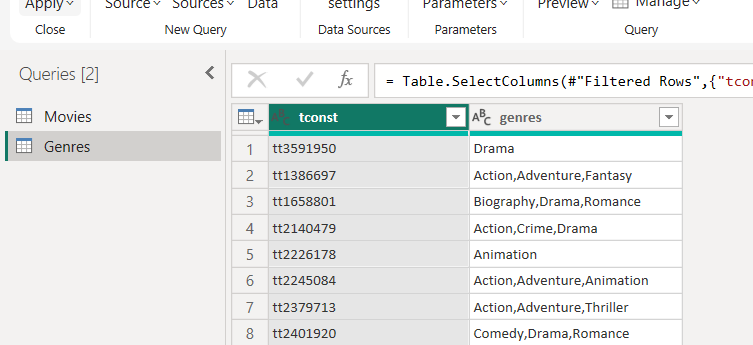 Apply Source Sources Data settings Parameters Preview Manage
Close New Query Data Sources Parameters Query
Queries [2]
fx = Table.SelectColumns(#"Filtered Rows",{"tcon
Movies
Genres
ABC tconst ABC genres
1 tt3591950 Drama
2 tt1386697 Action,Adventure,Fantasy
3 tt1658801 Biography,Drama,Romance
4 tt2140479 Action,Crime,Drama
5 tt2226178 Animation
6 tt2245084 Action,Adventure,Animation
7 tt2379713 Action,Adventure,Thriller
8 tt2401920 Comedy,Drama,Romance